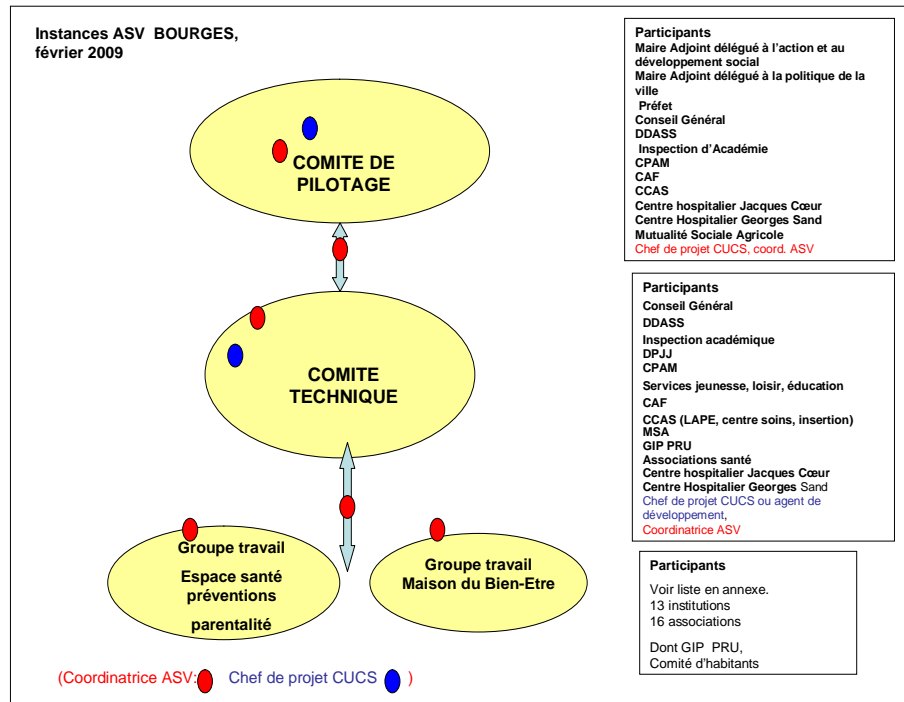 Instances ASV BOURGES,
février 2009
COMITE DE
PILOTAGE
COMITE
TECHNIQUE
Groupe travail
Espace santé
préventions
parentalité
Groupe travail
Maison du Bien-Etre
(Coordinatrice ASV: Chef de projet CUCS )
Participants
Maire Adjoint délégué à l'action et au
développement social
Maire Adjoint délégué à la politique de la
ville
Préfet
Conseil Général
DDASS
Inspection d'Académie
CPAM
CAF
CCAS
Centre hospitalier Jacques Cœur
Centre Hospitalier Georges Sand
Mutualité Sociale Agricole
Chef de projet CUCS, coord. ASV
Participants
Conseil Général
DDASS
Inspection académique
DPJJ
CPAM
Services jeunesse, loisir, éducation
CAF
CCAS (LAPE, centre soins, insertion)
MSA
GIP PRU
Associations santé
Centre hospitalier Jacques Cœur
Centre Hospitalier Georges Sand
Chef de projet CUCS ou agent de
développement,
Coordinatrice ASV
Participants
Voir liste en annexe.
13 institutions
16 associations
Dont GIP PRU,
Comité d'habitants